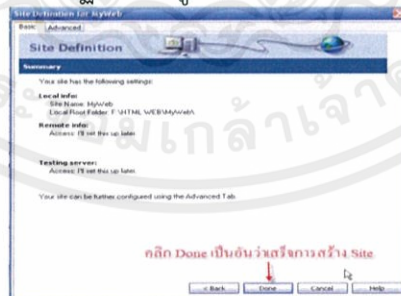 Site Definition for MyWeb
Basic Advanced
Site Definition
Summary
Your site has the following settings:
Local Info:
Site Name: MyWeb
Local Root Folder: F:\HTML_WEB\MyWeb\
Remote Info:
Access: I'll set this up later.
Testing server:
Access: I'll set this up later.
Your site can be further configured using the Advanced Tab
คลิก Done เป็นอันว่าเสร็จการสร้าง Site
< Back Done Cancel Help